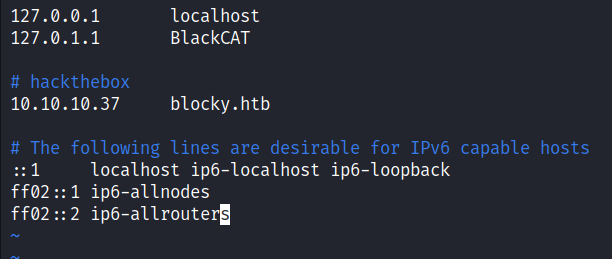 127.0.0.1 localhost
127.0.1.1 BlackCAT
# hackthebox
10.10.10.37 blocky.htb
# The following lines are desirable for IPv6 capable hosts
::1 localhost ip6-localhost ip6-loopback
ff02::1 ip6-allnodes
ff02::2 ip6-allrouters
~
~